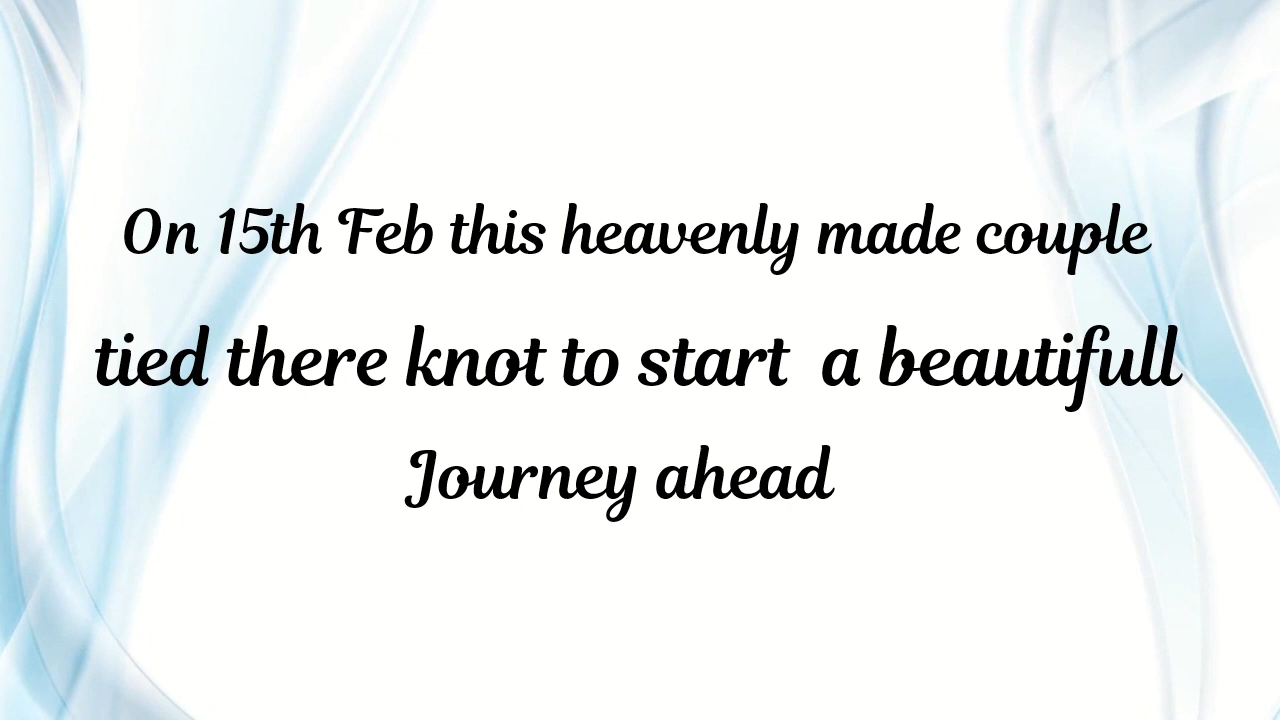 On 15th Feb this heavenly made couple
tied there knot to start  a beautifull
Journey ahead